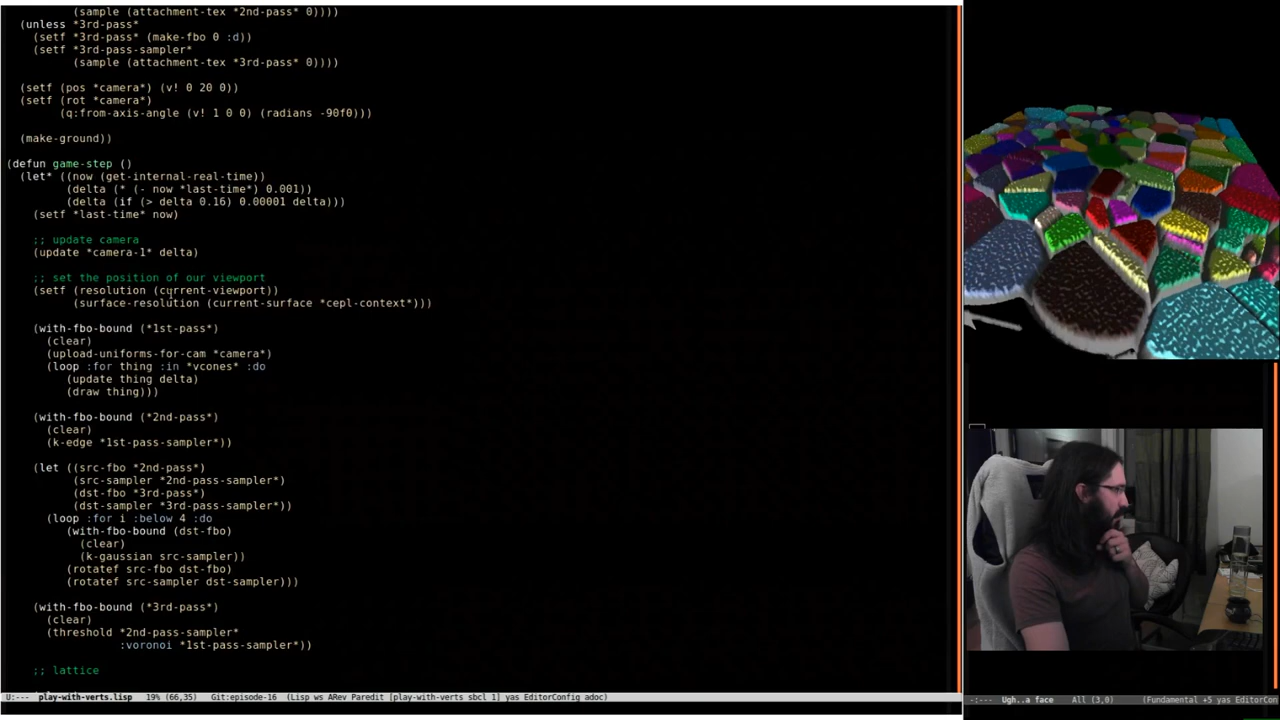 (sample (attachment-tex *2nd-pass* 0))))
(unless *3rd-pass*
(setf *3rd-pass* (make-fbo 0 :d))
(setf *3rd-pass-sampler*
(sample (attachment-tex *3rd-pass* 0))))
(setf (pos *camera*) (v! 0 20 0))
(setf (rot *camera*)
(q:from-axis-angle (v! 1 0 0) (radians -90f0)))
(make-ground))
(defun game-step ()
(let* ((now (get-internal-real-time))
(delta (* (- now *last-time*) 0.001))
(delta (if (> delta 0.16) 0.00001 delta)))
(setf *last-time* now)
;; update camera
(update *camera-1* delta)
;; set the position of our viewport
(setf (resolution (current-viewport))
(surface-resolution (current-surface *cepl-context*)))
(with-fbo-bound (*1st-pass*)
(clear)
(upload-uniforms-for-cam *camera*)
(loop :for thing :in *vcones* :do
(update thing delta)
(draw thing)))
(with-fbo-bound (*2nd-pass*)
(clear)
(k-edge *1st-pass-sampler*))
(let ((src-fbo *2nd-pass*)
(src-sampler *2nd-pass-sampler*)
(dst-fbo *3rd-pass*)
(dst-sampler *3rd-pass-sampler*))
(loop :for i :below 4 :do
(with-fbo-bound (dst-fbo)
(clear)
(k-gaussian src-sampler))
(rotatef src-fbo dst-fbo)
(rotatef src-sampler dst-sampler)))
(with-fbo-bound (*3rd-pass*)
(clear)
(threshold *2nd-pass-sampler*
:voronoi *1st-pass-sampler*))
;; lattice
U:--- play-with-verts.lisp 19% (66,35) Git:episode-16 (Lisp ws ARev Paredit [play-with-verts sbcl 1] yas EditorConfig adoc)
-:--- Ugh..a face All (3,0) (Fundamental +5 yas EditorCon